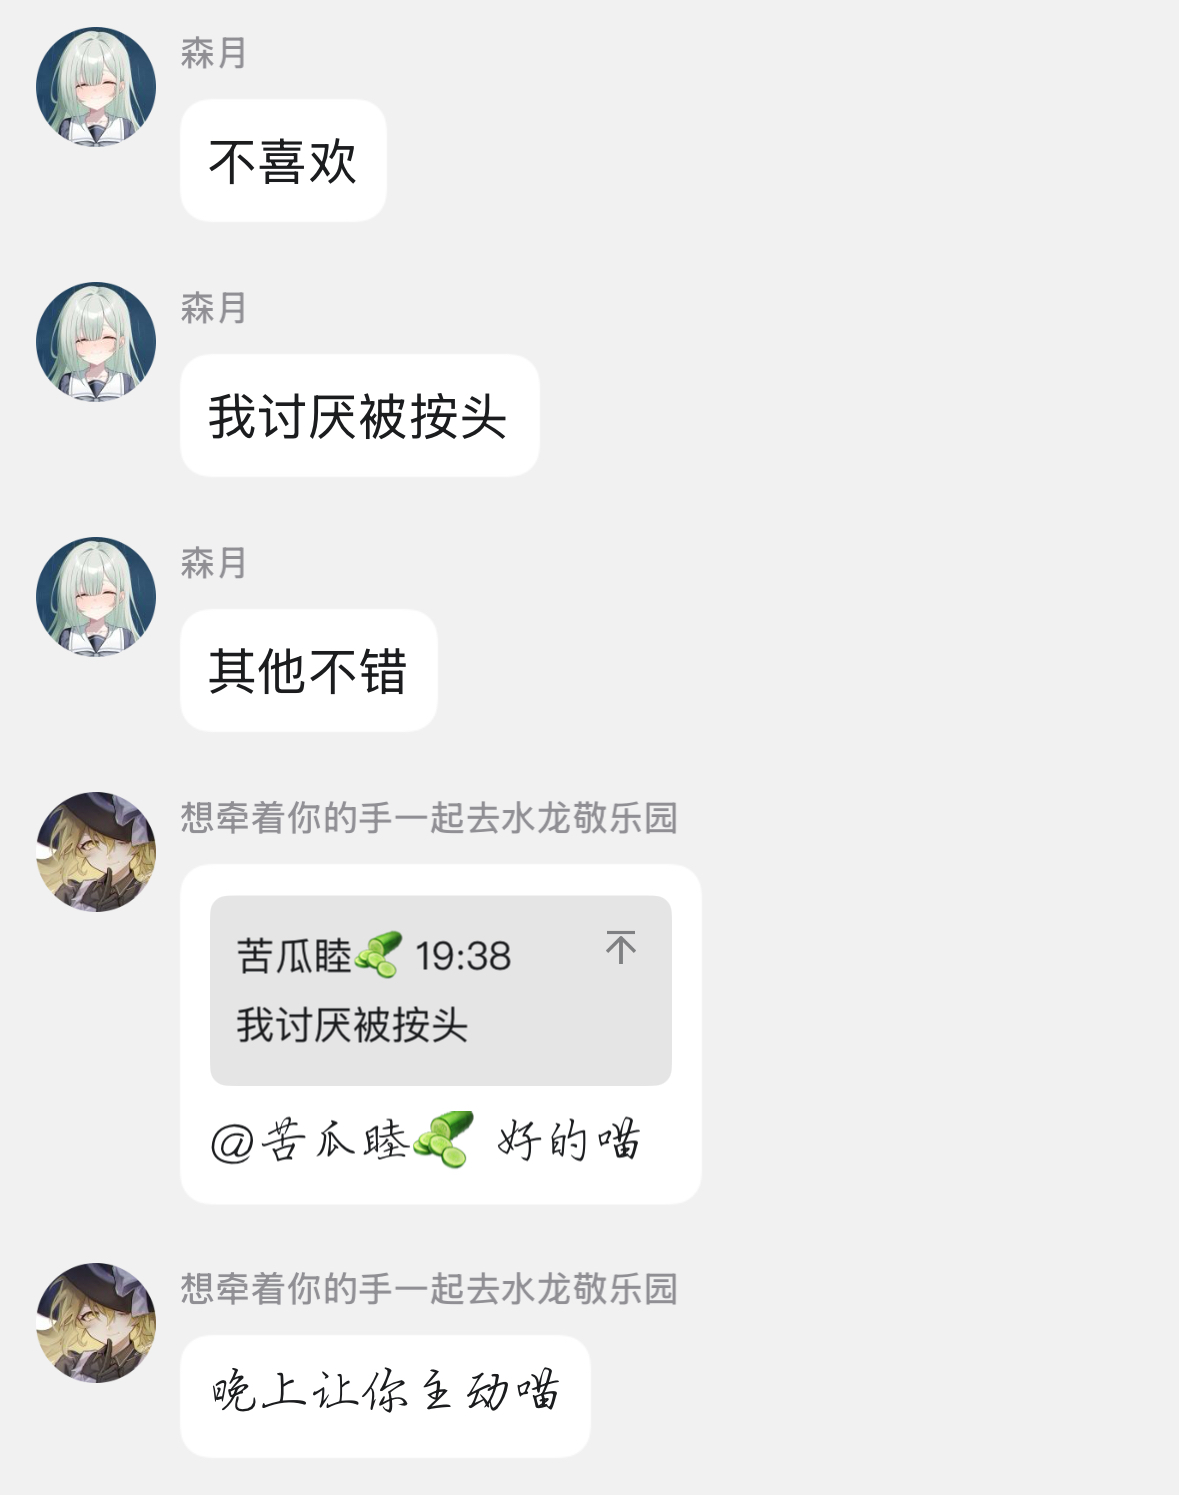 森月
不喜欢
森月
我讨厌被按头
森月
其他不错
想牵着你的手一起去水龙敬乐园
苦瓜睦🥒 19:38
我讨厌被按头
@苦瓜睦🥒 好的喵
想牵着你的手一起去水龙敬乐园
晚上让你主动喵